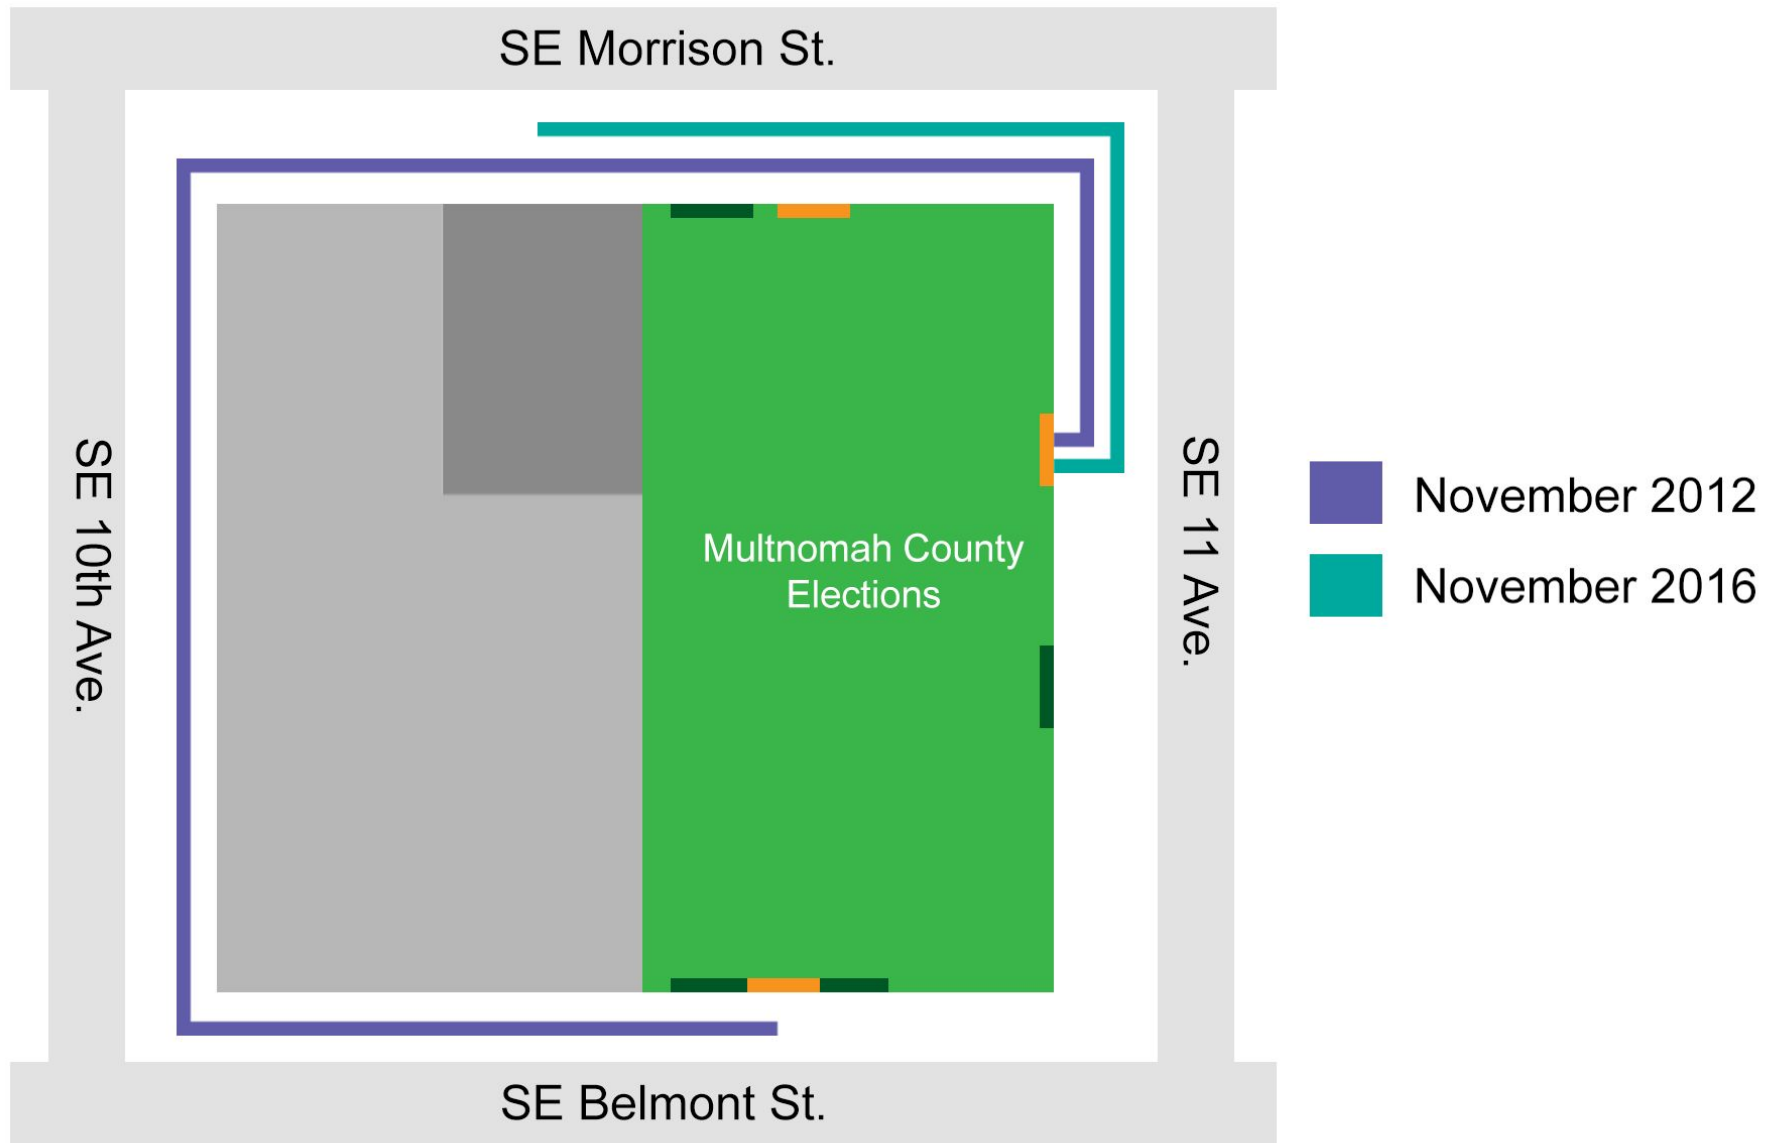 SE Morrison St.
SE 10th Ave.
Multnomah County
Elections
SE 11 Ave.
November 2012
November 2016
SE Belmont St.